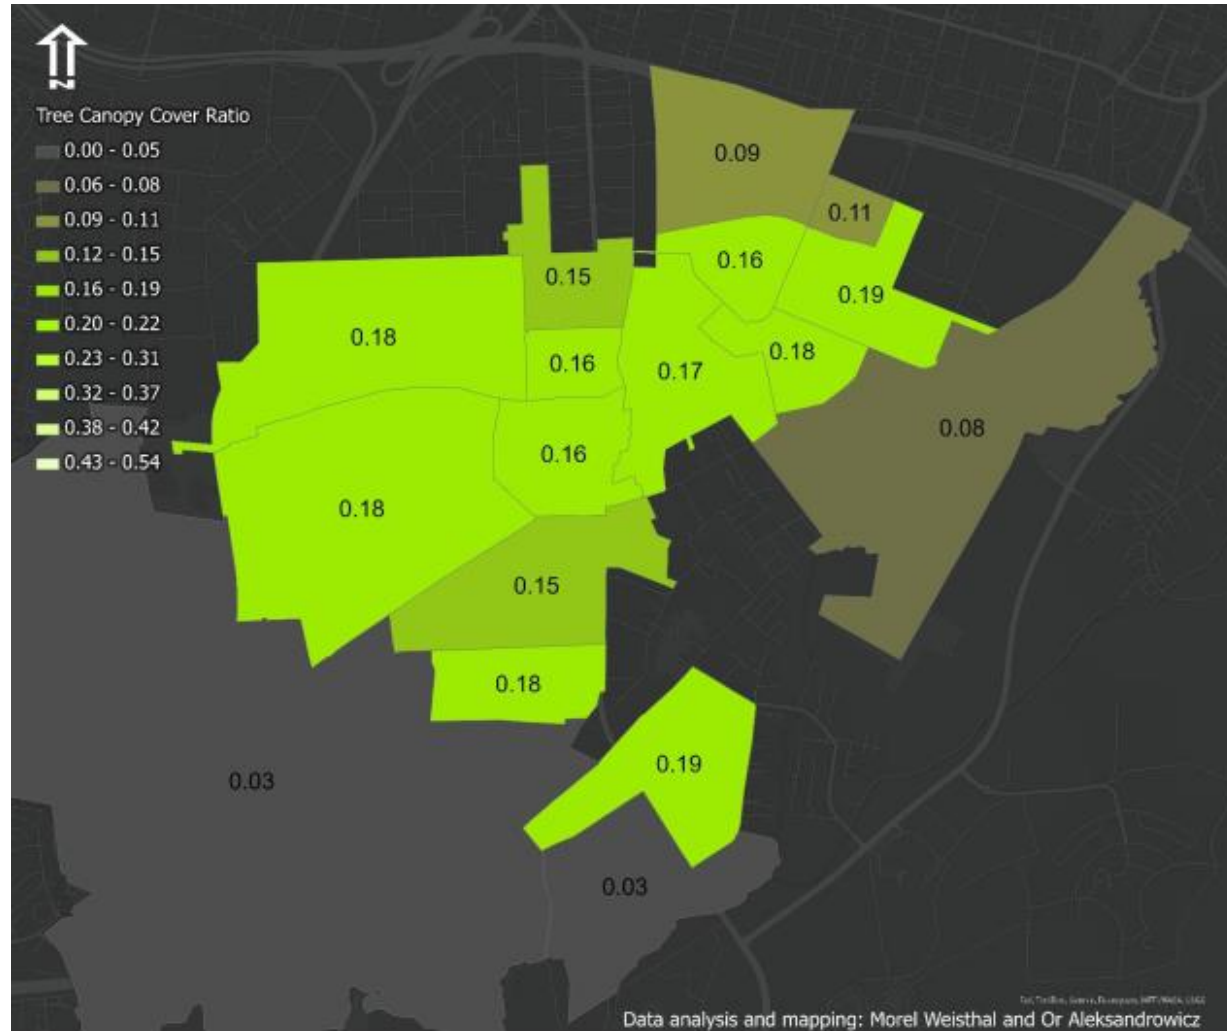 N
Tree Canopy Cover Ratio
0.00 - 0.05
0.06 - 0.08
0.09 - 0.11
0.12 - 0.15
0.16 - 0.19
0.20 - 0.22
0.23 - 0.31
0.32 - 0.37
0.38 - 0.42
0.43 - 0.54
0.09
0.11
0.16
0.15
0.19
0.18
0.16
0.17
0.18
0.08
0.16
0.18
0.15
0.18
0.19
0.03
0.03
Data analysis and mapping: Morel Weisthal and Or Aleksandrowicz